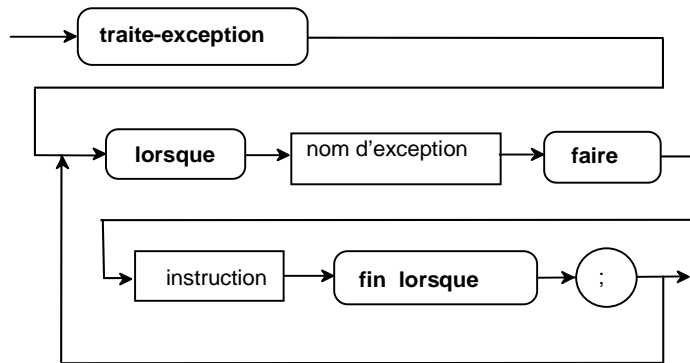 traite-exception
lorsque nom d'exception faire
instruction fin lorsque ;